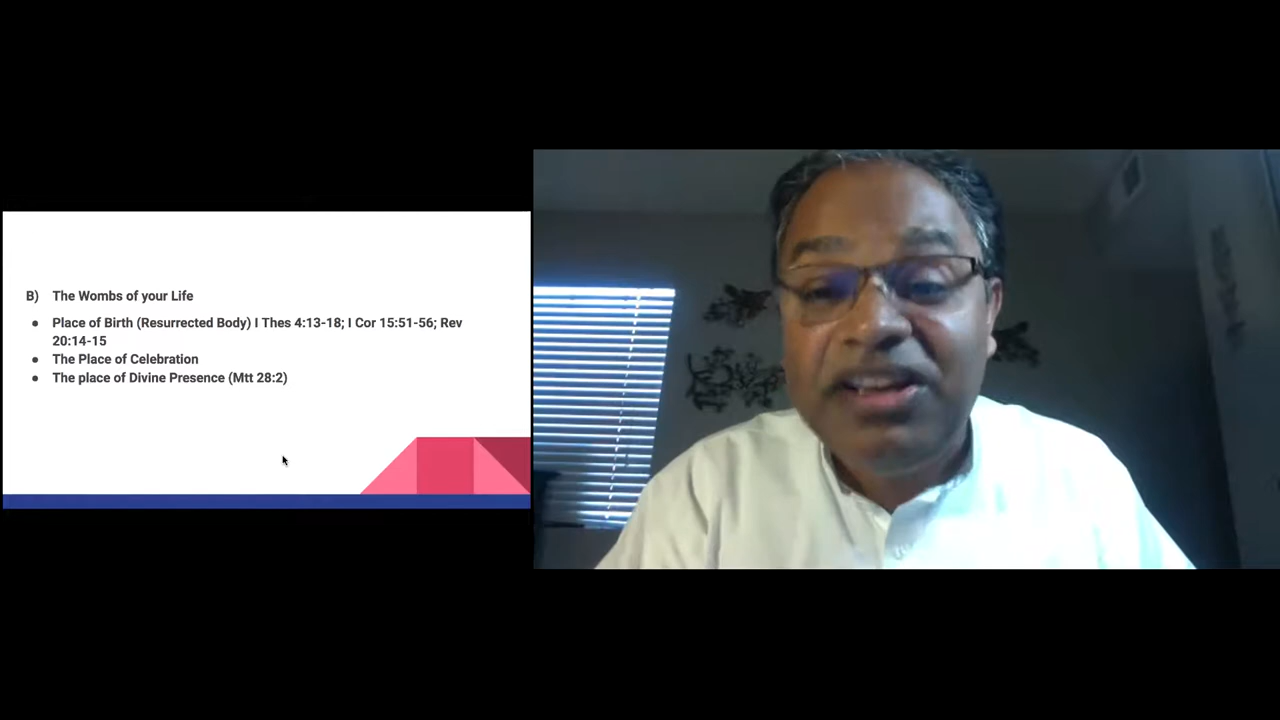 B) The Wombs of your Life
● Place of Birth (Resurrected Body) I Thes 4:13-18; I Cor 15:51-56; Rev
20:14-15
● The Place of Celebration
● The place of Divine Presence (Mtt 28:2)